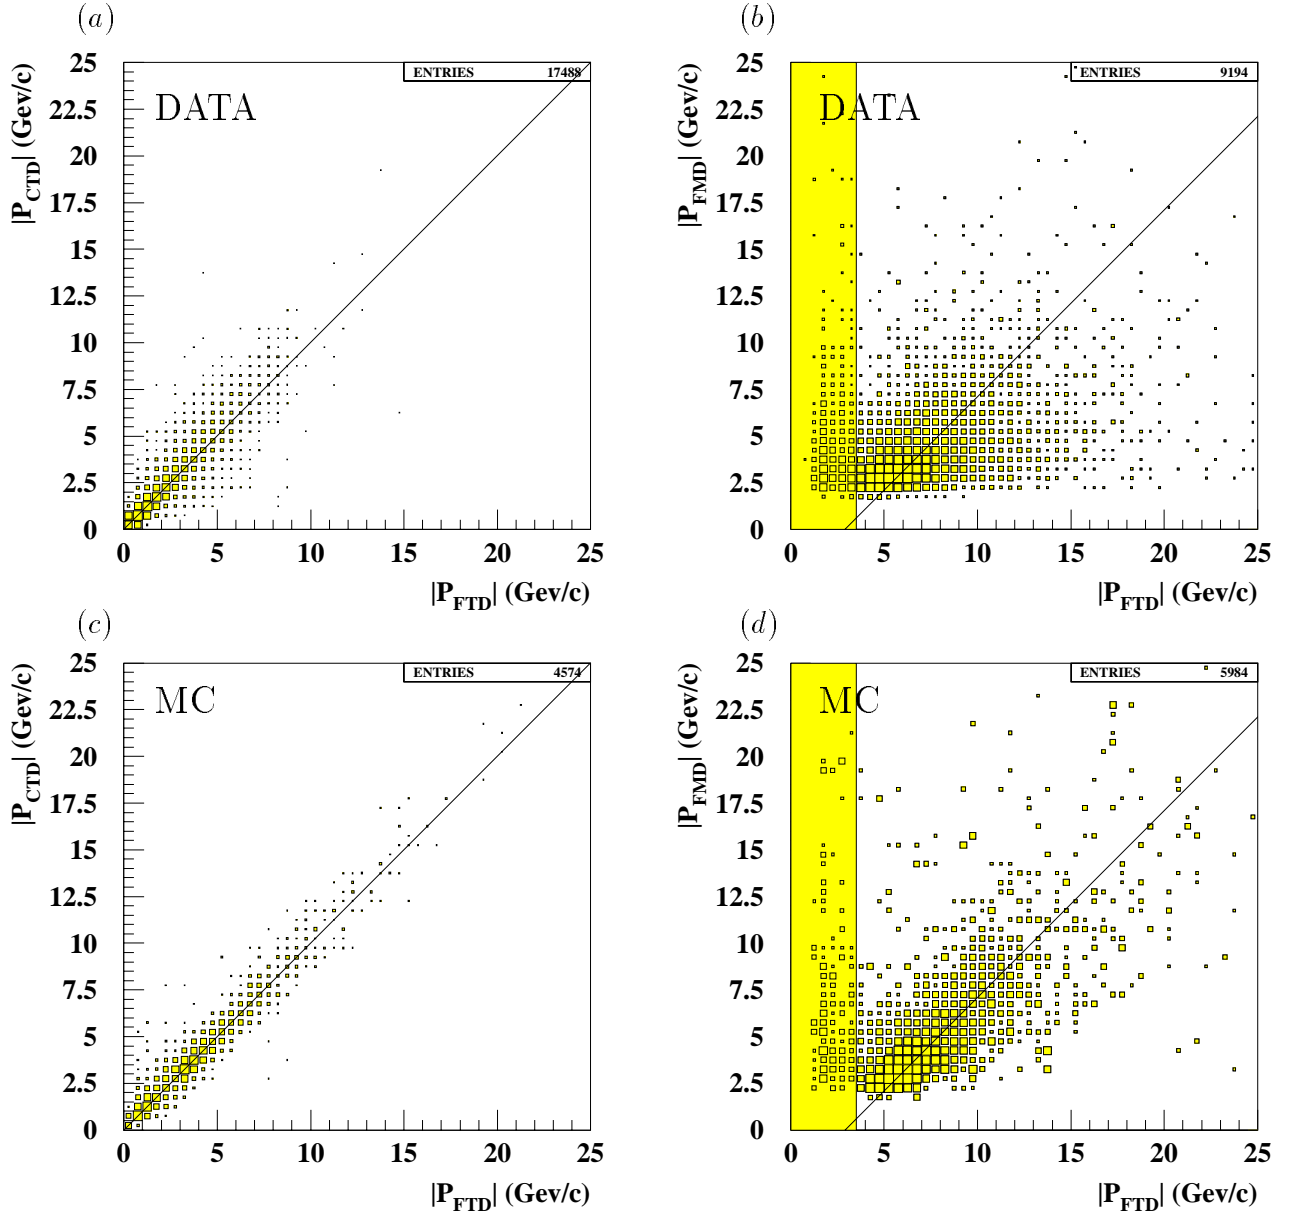 (a)
ENTRIES 17488
DATA
|P_CTD| (Gev/c)
25
22.5
20
17.5
15
12.5
10
7.5
5
2.5
0
0 5 10 15 20 25
|P_FTD| (Gev/c)
(b)
ENTRIES 9194
DATA
|P_FMD| (Gev/c)
25
22.5
20
17.5
15
12.5
10
7.5
5
2.5
0
0 5 10 15 20 25
|P_FTD| (Gev/c)
(c)
ENTRIES 4574
MC
|P_CTD| (Gev/c)
25
22.5
20
17.5
15
12.5
10
7.5
5
2.5
0
0 5 10 15 20 25
|P_FTD| (Gev/c)
(d)
ENTRIES 5984
MC
|P_FMD| (Gev/c)
25
22.5
20
17.5
15
12.5
10
7.5
5
2.5
0
0 5 10 15 20 25
|P_FTD| (Gev/c)